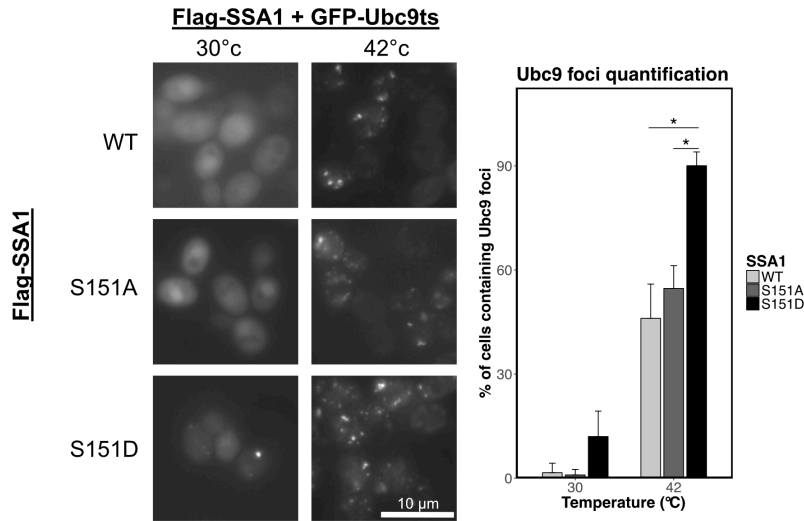 Flag-SSA1 + GFP-Ubc9ts
30°c
42°c
Flag-SSA1
WT
S151A
S151D
10 µm
Ubc9 foci quantification
% of cells containing Ubc9 foci
90
60
30
0
*
*
30
42
Temperature (°C)
SSA1
WT
S151A
S151D